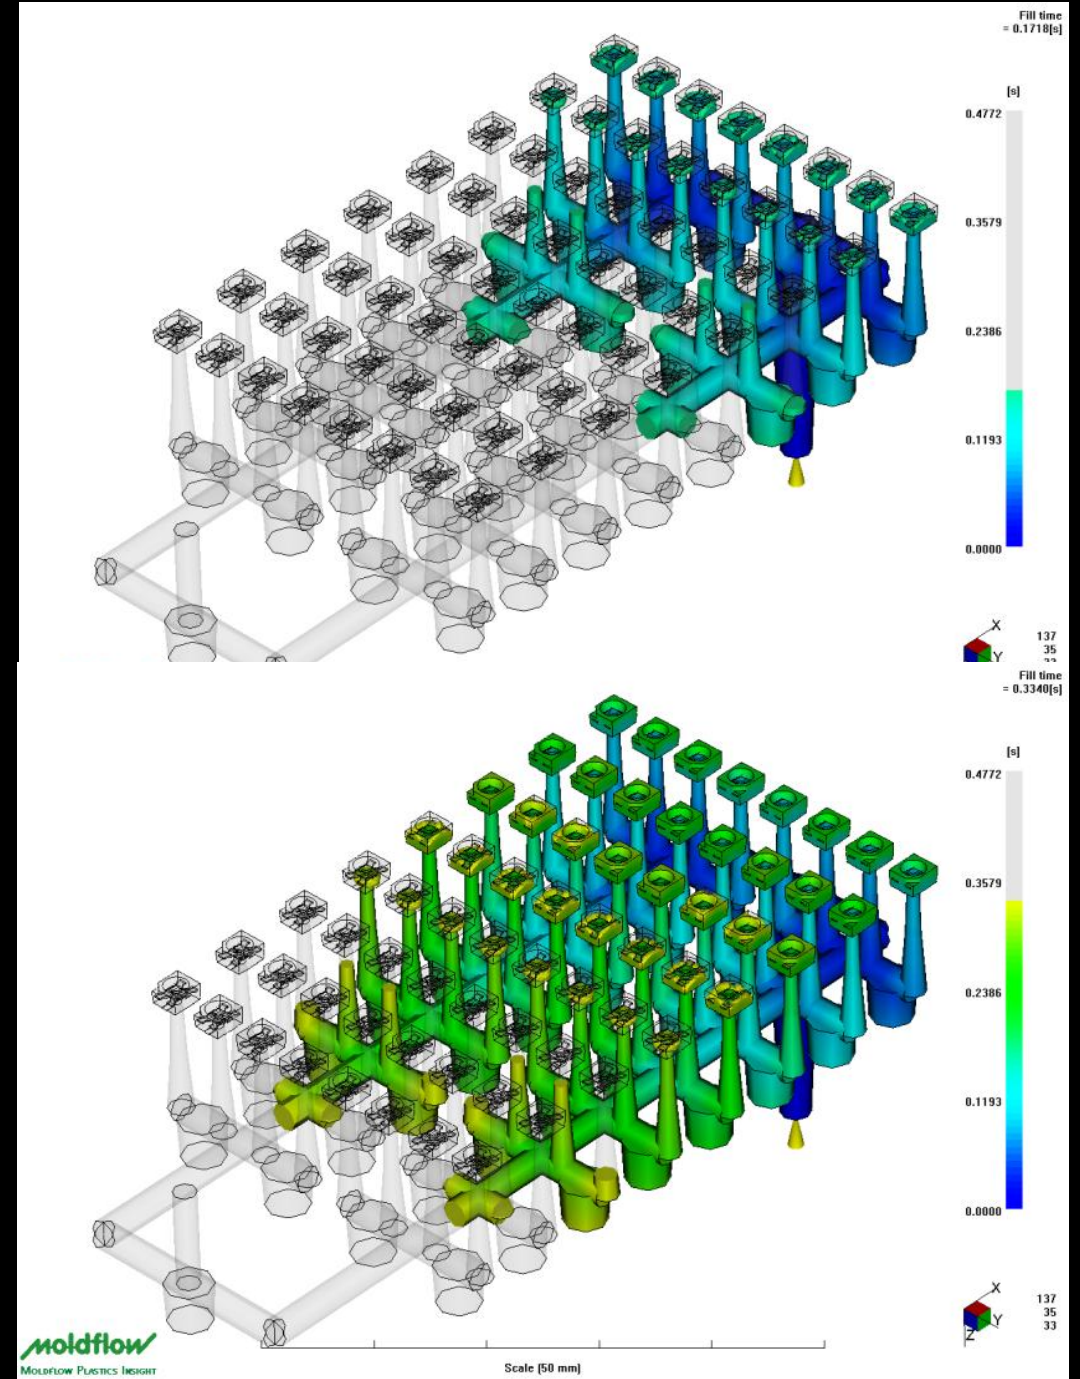 Fill time
= 0.1718[s]
[s]
0.4772
0.3579
0.2386
0.1193
0.0000
X
Y
137
35
Fill time
= 0.3340[s]
[s]
0.4772
0.3579
0.2386
0.1193
0.0000
X
Y
Z
137
35
33
moldflow
MOLDFLOW PLASTICS INSIGHT
Scale (50 mm)